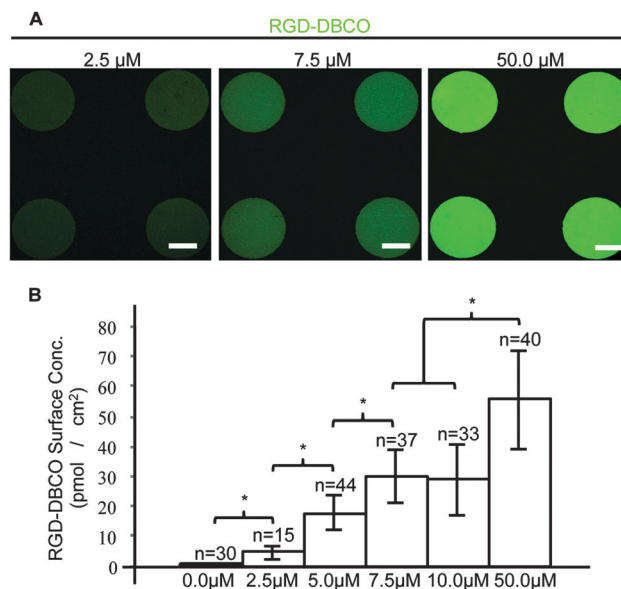 A
RGD-DBCO
2.5 µM 7.5 µM 50.0 µM
B
RGD-DBCO Surface Conc.
(pmol / cm²)
80
70
60
50
40
30
20
10
0
*
n=40
*
n=37
n=33
*
n=44
*
n=15
n=30
0.0µM 2.5µM 5.0µM 7.5µM 10.0µM 50.0µM